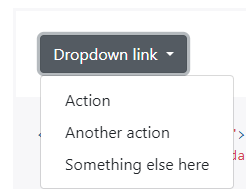 Dropdown link
Action
Another action
Something else here